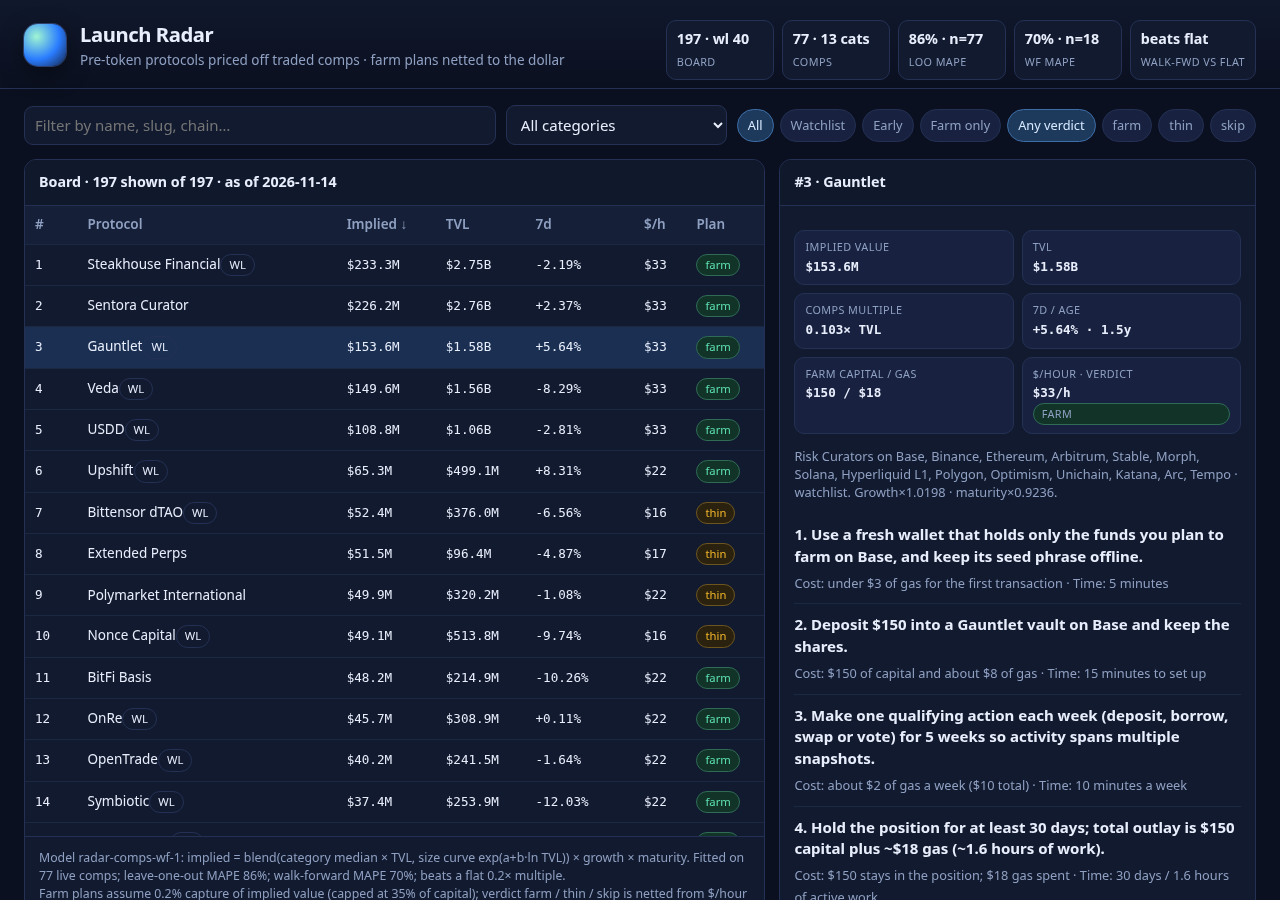 Launch Radar
Pre-token protocols priced off traded comps · farm plans netted to the dollar
197 · wl 40
BOARD
77 · 13 cats
COMPS
86% · n=77
LOO MAPE
70% · n=18
WF MAPE
beats flat
WALK-FWD VS FLAT
Filter by name, slug, chain...
All categories
All
Watchlist
Early
Farm only
Any verdict
farm
thin
skip
Board · 197 shown of 197 · as of 2026-11-14
# Protocol Implied ↓ TVL 7d $/h Plan
1 Steakhouse Financial WL $233.3M $2.75B -2.19% $33 farm
2 Sentora Curator $226.2M $2.76B +2.37% $33 farm
3 Gauntlet WL $153.6M $1.58B +5.64% $33 farm
4 Veda WL $149.6M $1.56B -8.29% $33 farm
5 USDD WL $108.8M $1.06B -2.81% $33 farm
6 Upshift WL $65.3M $499.1M +8.31% $22 farm
7 Bittensor dTAO WL $52.4M $376.0M -6.56% $16 thin
8 Extended Perps $51.5M $96.4M -4.87% $17 thin
9 Polymarket International $49.9M $320.2M -1.08% $22 thin
10 Nonce Capital WL $49.1M $513.8M -9.74% $16 thin
11 BitFi Basis $48.2M $214.9M -10.26% $22 farm
12 OnRe WL $45.7M $308.9M +0.11% $22 farm
13 OpenTrade WL $40.2M $241.5M -1.64% $22 farm
14 Symbiotic WL $37.4M $253.9M -12.03% $22 farm
Model radar-comps-wf-1: implied = blend(category median × TVL, size curve exp(a+b·ln TVL)) × growth × maturity. Fitted on
77 live comps; leave-one-out MAPE 86%; walk-forward MAPE 70%; beats a flat 0.2× multiple.
Farm plans assume 0.2% capture of implied value (capped at 35% of capital); verdict farm / thin / skip is netted from $/hour
#3 · Gauntlet
IMPLIED VALUE
$153.6M
TVL
$1.58B
COMPS MULTIPLE
0.103× TVL
7D / AGE
+5.64% · 1.5y
FARM CAPITAL / GAS
$150 / $18
$/HOUR · VERDICT
$33/h
FARM
Risk Curators on Base, Binance, Ethereum, Arbitrum, Stable, Morph,
Solana, Hyperliquid L1, Polygon, Optimism, Unichain, Katana, Arc, Tempo ·
watchlist. Growth×1.0198 · maturity×0.9236.
1. Use a fresh wallet that holds only the funds you plan to
farm on Base, and keep its seed phrase offline.
Cost: under $3 of gas for the first transaction · Time: 5 minutes
2. Deposit $150 into a Gauntlet vault on Base and keep the
shares.
Cost: $150 of capital and about $8 of gas · Time: 15 minutes to set up
3. Make one qualifying action each week (deposit, borrow,
swap or vote) for 5 weeks so activity spans multiple
snapshots.
Cost: about $2 of gas a week ($10 total) · Time: 10 minutes a week
4. Hold the position for at least 30 days; total outlay is $150
capital plus ~$18 gas (~1.6 hours of work).
Cost: $150 stays in the position; $18 gas spent · Time: 30 days / 1.6 hours
of active work